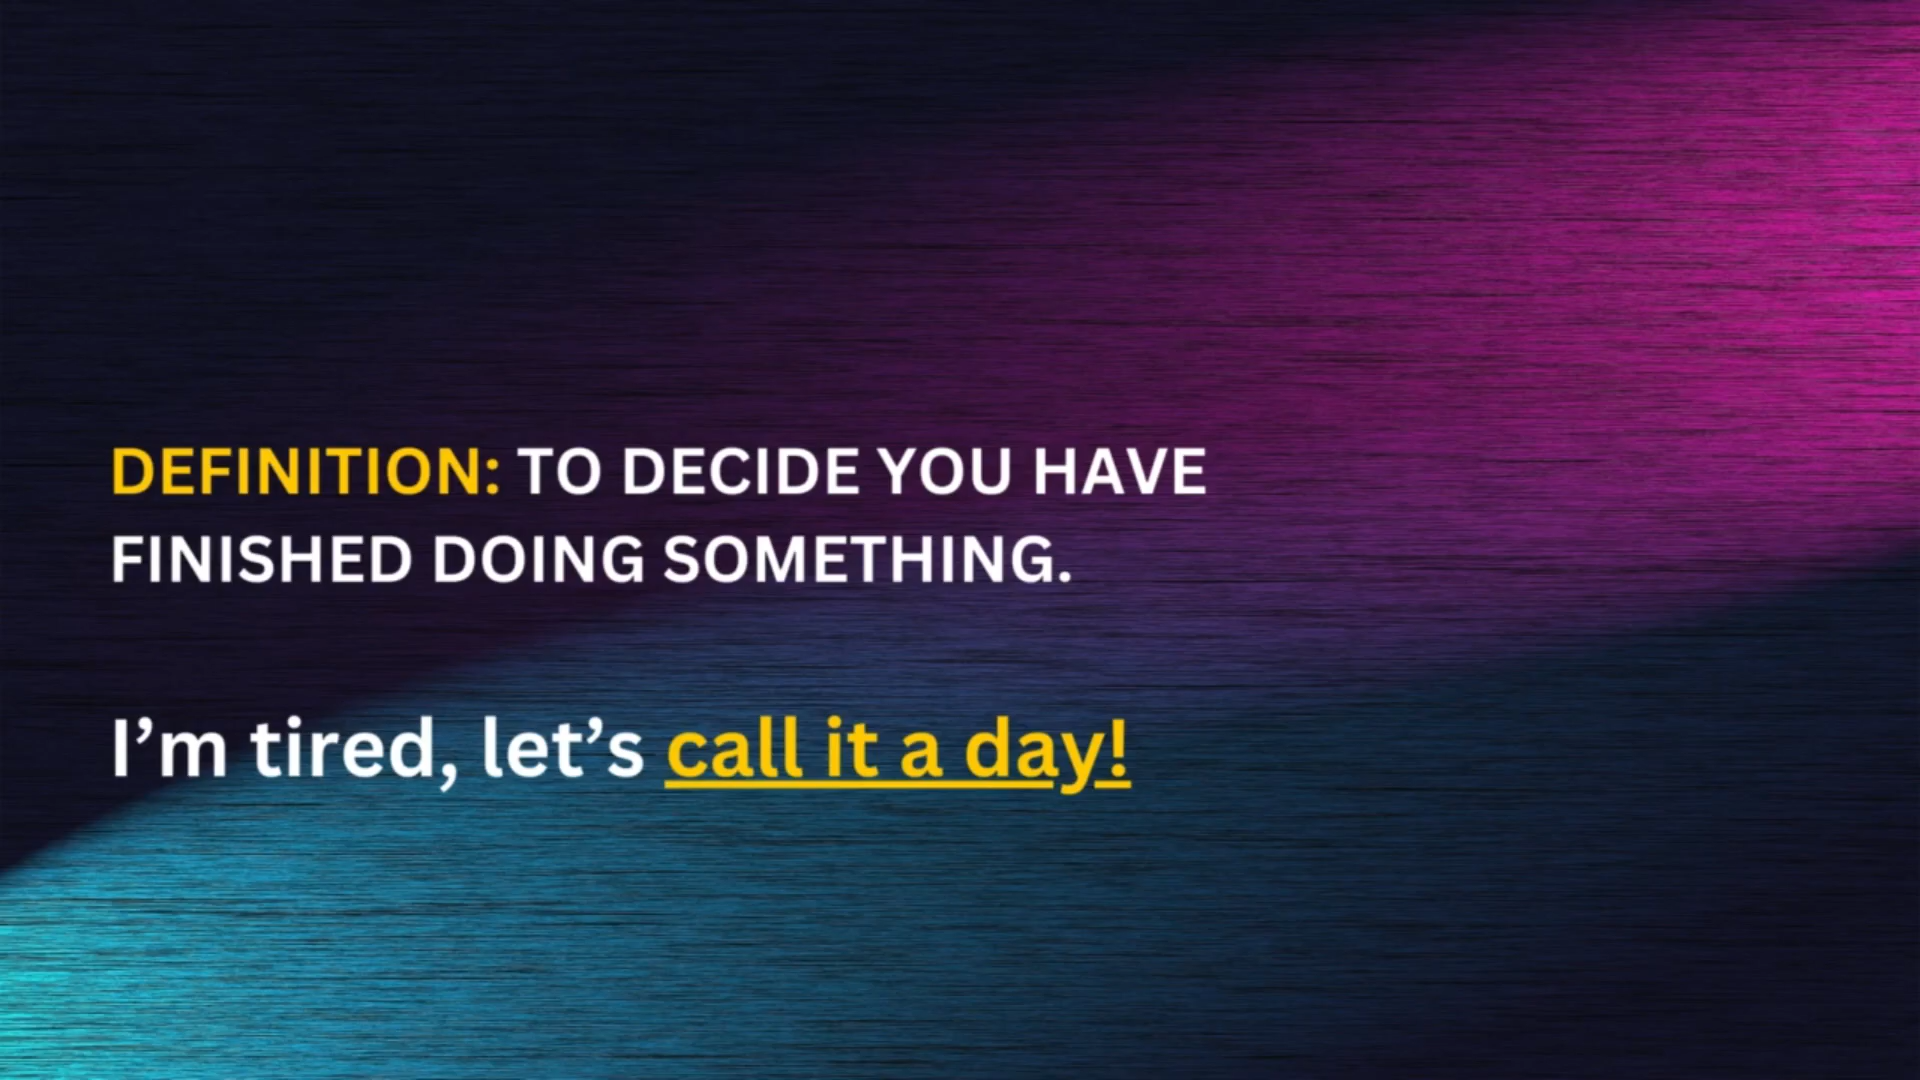 DEFINITION: TO DECIDE YOU HAVE
FINISHED DOING SOMETHING.
I’m tired, let’s call it a day!